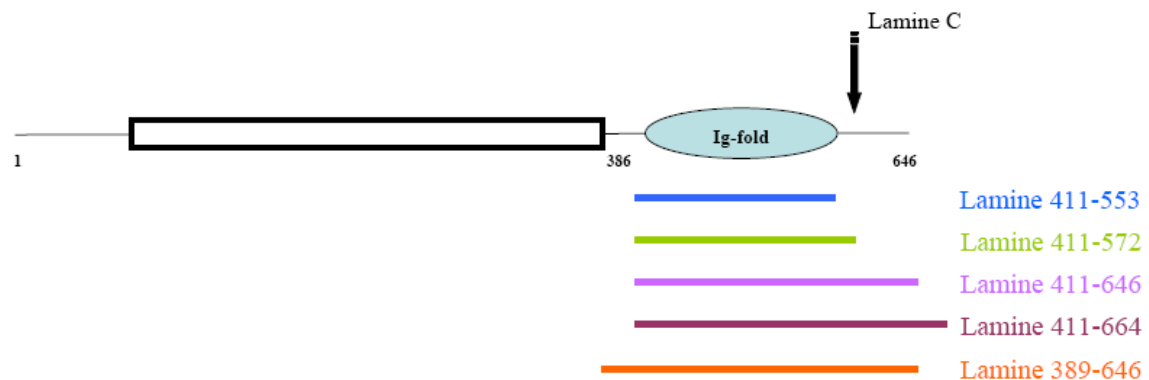 Lamine C
Ig-fold
1
386
646
Lamine 411-553
Lamine 411-572
Lamine 411-646
Lamine 411-664
Lamine 389-646